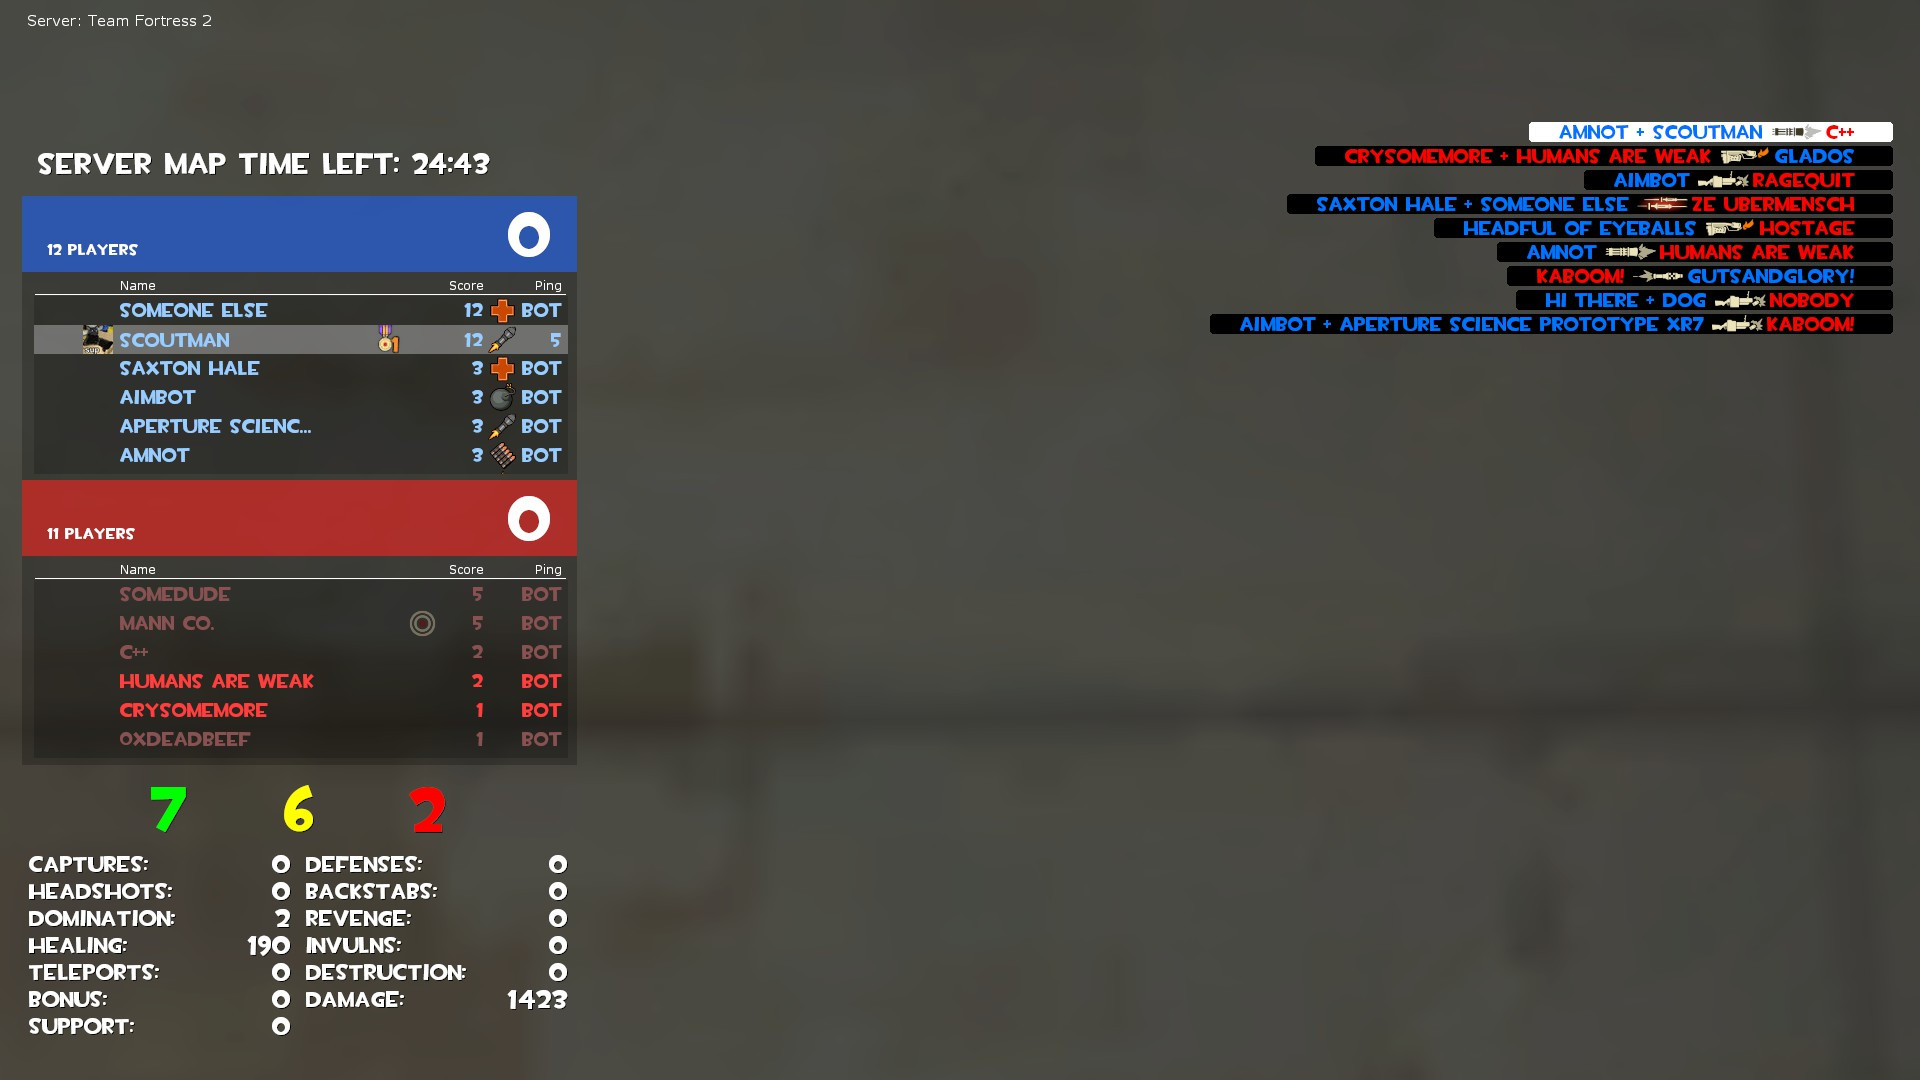 Server: Team Fortress 2
SERVER MAP TIME LEFT: 24:43
12 PLAYERS 0
Name Score Ping
SOMEONE ELSE 12 BOT
SCOUTMAN 1 12 5
SAXTON HALE 3 BOT
AIMBOT 3 BOT
APERTURE SCIENC... 3 BOT
AMNOT 3 BOT
11 PLAYERS 0
Name Score Ping
SOMEDUDE 5 BOT
MANN CO. 5 BOT
C++ 2 BOT
HUMANS ARE WEAK 2 BOT
CRYSOMEMORE 1 BOT
0XDEADBEEF 1 BOT
7 6 2
CAPTURES: 0 DEFENSES: 0
HEADSHOTS: 0 BACKSTABS: 0
DOMINATION: 2 REVENGE: 0
HEALING: 190 INVULNS: 0
TELEPORTS: 0 DESTRUCTION: 0
BONUS: 0 DAMAGE: 1423
SUPPORT: 0
AMNOT + SCOUTMAN C++
CRYSOMEMORE + HUMANS ARE WEAK GLADOS
AIMBOT RAGEQUIT
SAXTON HALE + SOMEONE ELSE ZE UBERMENSCH
HEADFUL OF EYEBALLS HOSTAGE
AMNOT HUMANS ARE WEAK
KABOOM! GUTSANDGLORY!
HI THERE + DOG NOBODY
AIMBOT + APERTURE SCIENCE PROTOTYPE XR7 KABOOM!